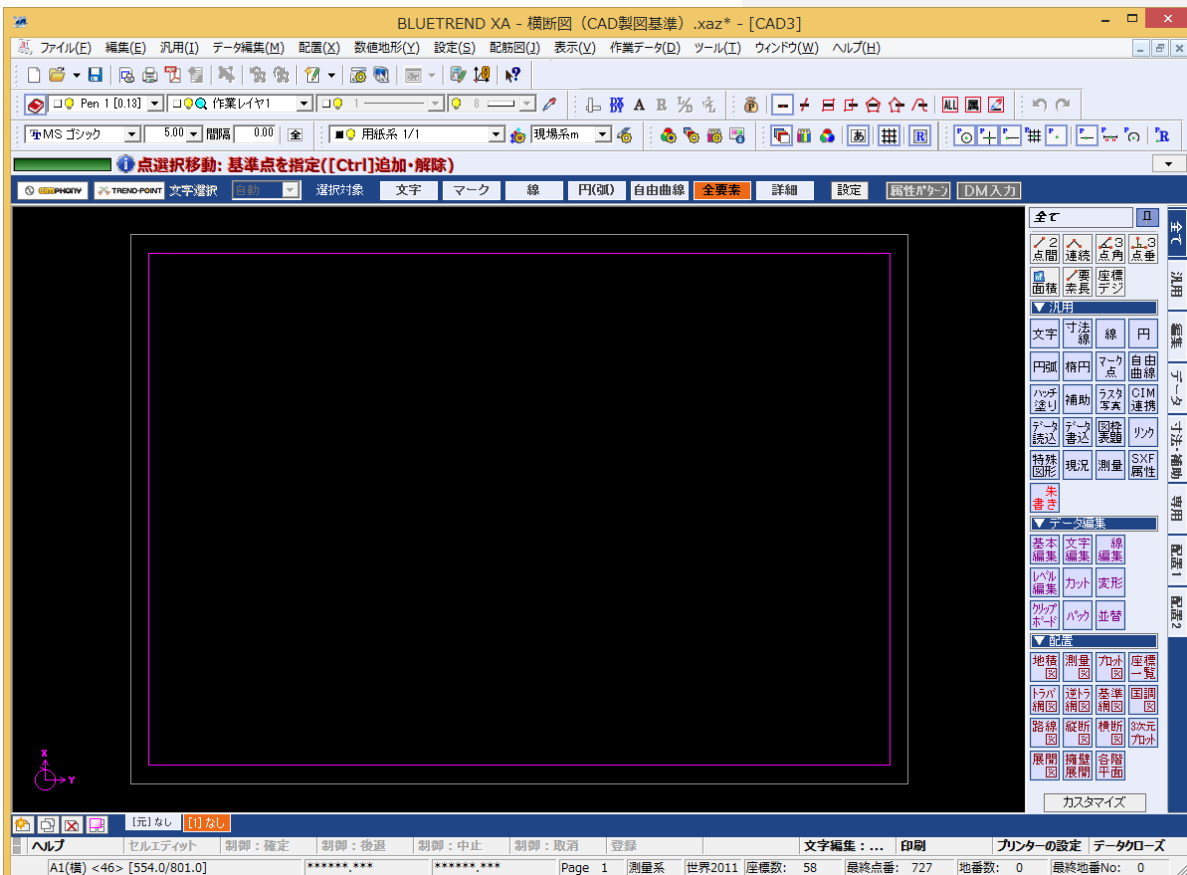 BLUETREND XA - 横断図（CAD製図基準）.xaz* - [CAD3]
ファイル(F) 編集(E) 汎用(I) データ編集(M) 配置(X) 数値地形(Y) 設定(S) 配筋図(J) 表示(V) 作業データ(D) ツール(T) ウィンドウ(W) ヘルプ(H)
Pen 1 [0.13] 作業レイヤ1 1 8 A B ALL 属
MS ゴシック 5.00 間隔 0.00 全 用紙系 1/1 現場系m あ R R
点選択移動: 基準点を指定([Ctrl]追加・解除)
TREND-POINT 文字選択 自動 選択対象 文字 マーク 線 円(弧) 自由曲線 全要素 詳細 設定 属性パターン DM入力
全て
2点間 連続 3点角 3点垂
面積 要素長 座標デジ
▼ 汎用
文字 寸法線 線 円
円弧 楕円 マーク点 自由曲線
ハッチ塗り 補助 ラスタ写真 CIM連携
データ読込 データ書込 図枠表題 リンク
特殊図形 現況 測量 SXF属性
朱書き
▼ データ編集
基本編集 文字編集 線編集
レベル編集 カット 変形
クリップボード パック 並替
▼ 配置
地積図 測量図 プロット図 座標一覧
トラバ網図 逆トラ網図 基準網図 国調図
路線図 縦断図 横断図 3次元プロット
展開図 擁壁展開 各階平面
カスタマイズ
全て
汎用
編集
データ
寸法・補助
専用
配置1
配置2
X
Y
[元] なし [1] なし
ヘルプ セルエディット 制御：確定 制御：後退 制御：中止 制御：取消 登録 文字編集：... 印刷 プリンターの設定 データクローズ
A1(横) <46> [554.0/801.0] ******.*** ******.*** Page 1 測量系 世界2011 座標数: 58 最終点番: 727 地番数: 0 最終地番No: 0